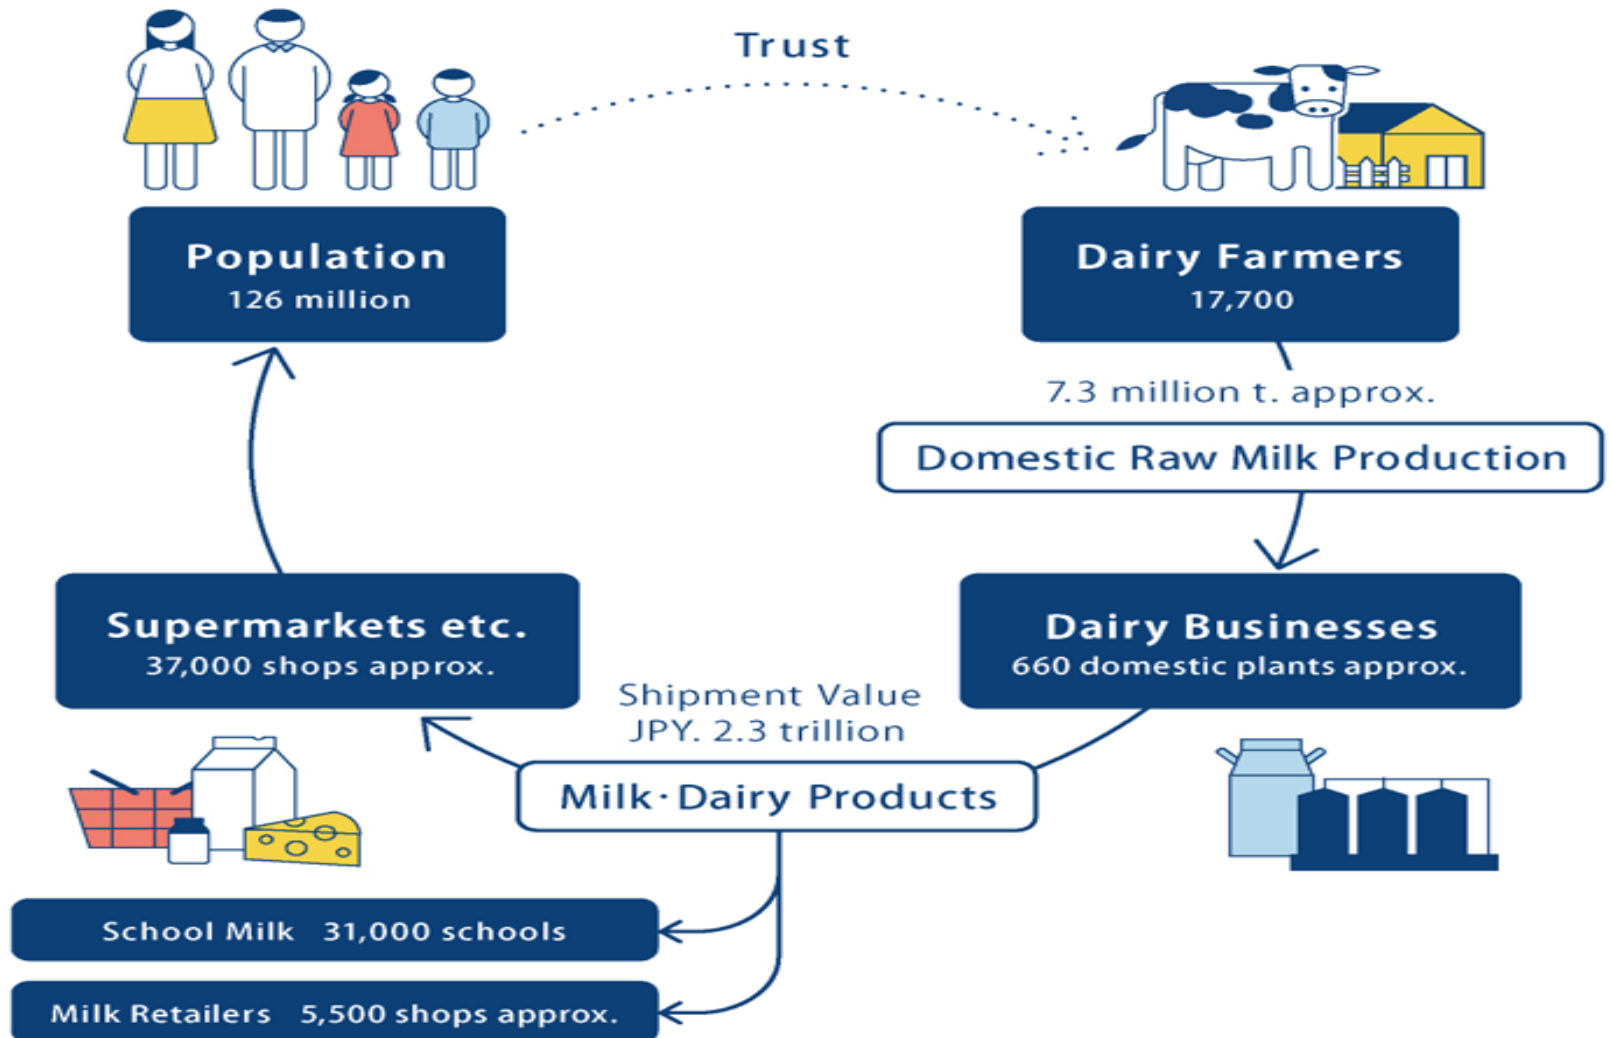 Trust
Population
126 million
Dairy Farmers
17,700
7.3 million t. approx.
Domestic Raw Milk Production
Supermarkets etc.
37,000 shops approx.
Dairy Businesses
660 domestic plants approx.
Shipment Value
JPY. 2.3 trillion
Milk·Dairy Products
School Milk 31,000 schools
Milk Retailers 5,500 shops approx.